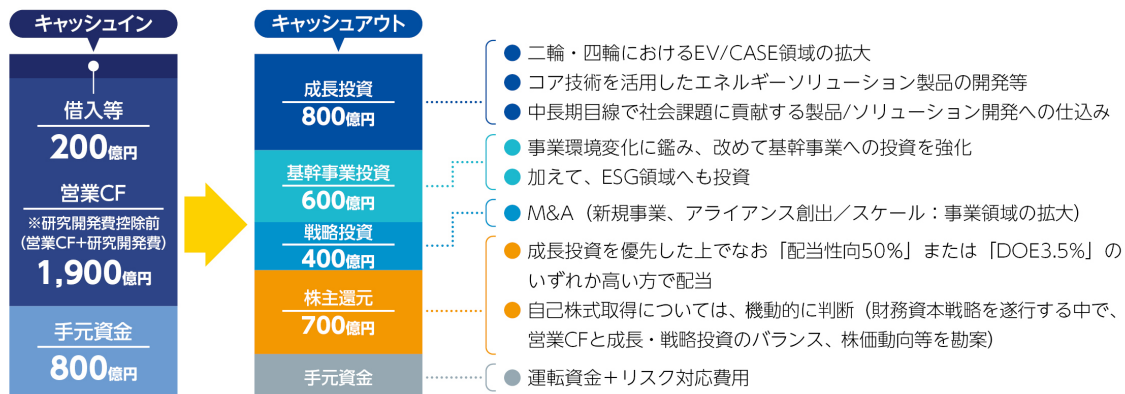 キャッシュイン
借入等
200億円
営業CF
※研究開発費控除前
(営業CF+研究開発費)
1,900億円
手元資金
800億円
キャッシュアウト
成長投資
800億円
基幹事業投資
600億円
戦略投資
400億円
株主還元
700億円
手元資金
● 二輪・四輪におけるEV/CASE領域の拡大
● コア技術を活用したエネルギーソリューション製品の開発等
● 中長期目線で社会課題に貢献する製品/ソリューション開発への仕込み
● 事業環境変化に鑑み、改めて基幹事業への投資を強化
● 加えて、ESG領域へも投資
● M&A（新規事業、アライアンス創出／スケール：事業領域の拡大）
● 成長投資を優先した上でなお「配当性向50％」または「DOE3.5％」の
いずれか高い方で配当
● 自己株式取得については、機動的に判断（財務資本戦略を遂行する中で、
営業CFと成長・戦略投資のバランス、株価動向等を勘案）
● 運転資金＋リスク対応費用